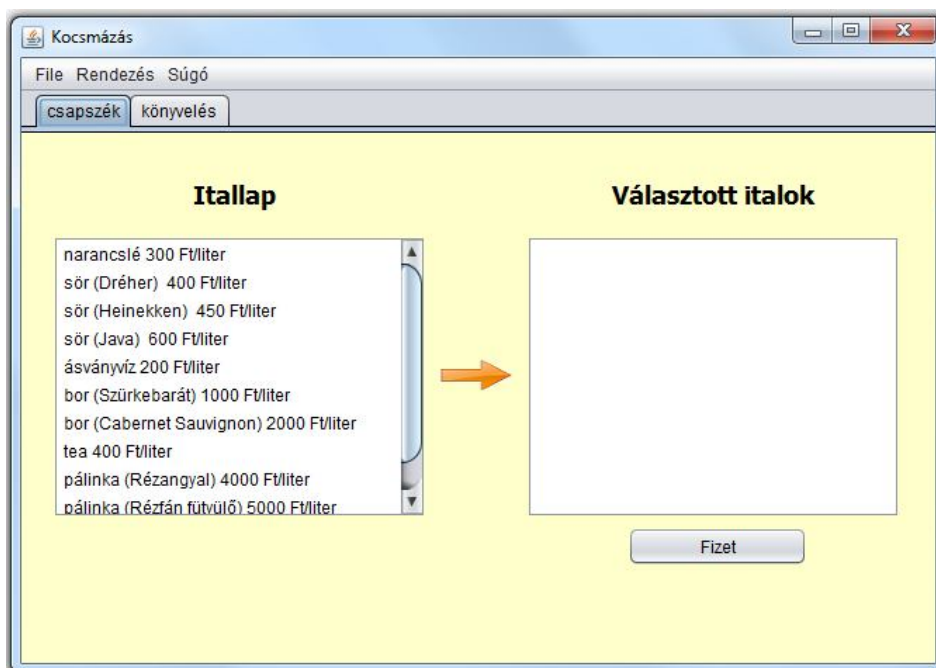 Kocsmázás
File Rendezés Súgó
csapszék könyvelés
Itallap
Választott italok
narancslé 300 Ft/liter
sör (Dréher)  400 Ft/liter
sör (Heinekken)  450 Ft/liter
sör (Java)  600 Ft/liter
ásványvíz 200 Ft/liter
bor (Szürkebarát) 1000 Ft/liter
bor (Cabernet Sauvignon) 2000 Ft/liter
tea 400 Ft/liter
pálinka (Rézangyal) 4000 Ft/liter
pálinka (Rézfán fütyülő) 5000 Ft/liter
Fizet